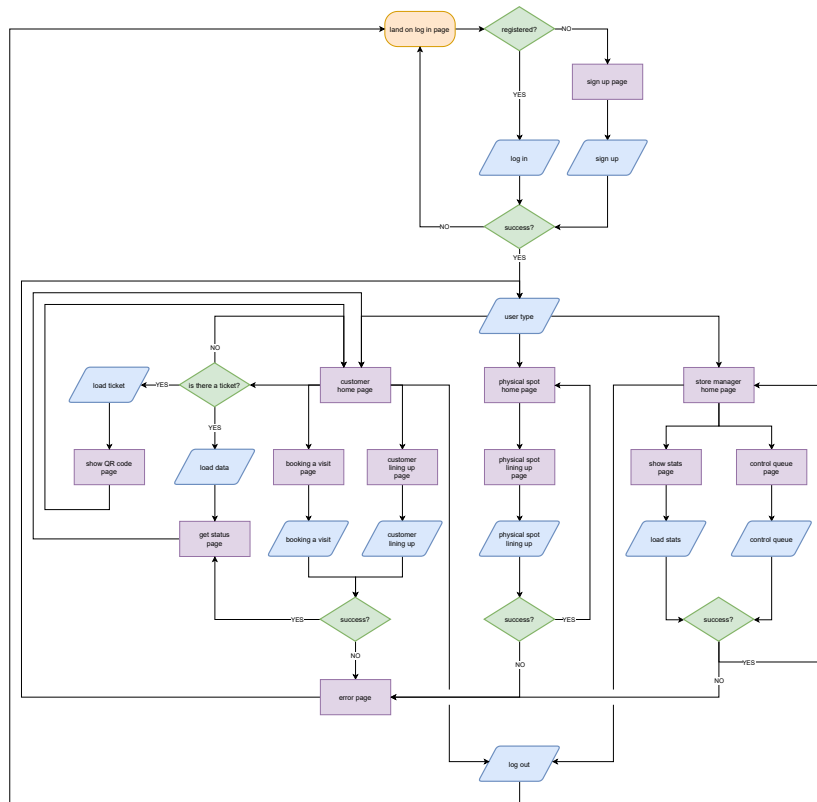 land on log in page
registered?
NO
sign up page
YES
log in
sign up
success?
NO
YES
user type
NO
load ticket
YES
is there a ticket?
customer
home page
physical spot
home page
store manager
home page
YES
show QR code
page
load data
booking a visit
page
customer
lining up
page
physical spot
lining up
page
show stats
page
control queue
page
get status
page
booking a visit
customer
lining up
physical spot
lining up
load stats
control queue
YES
success?
success?
YES
success?
NO
NO
YES
NO
error page
log out